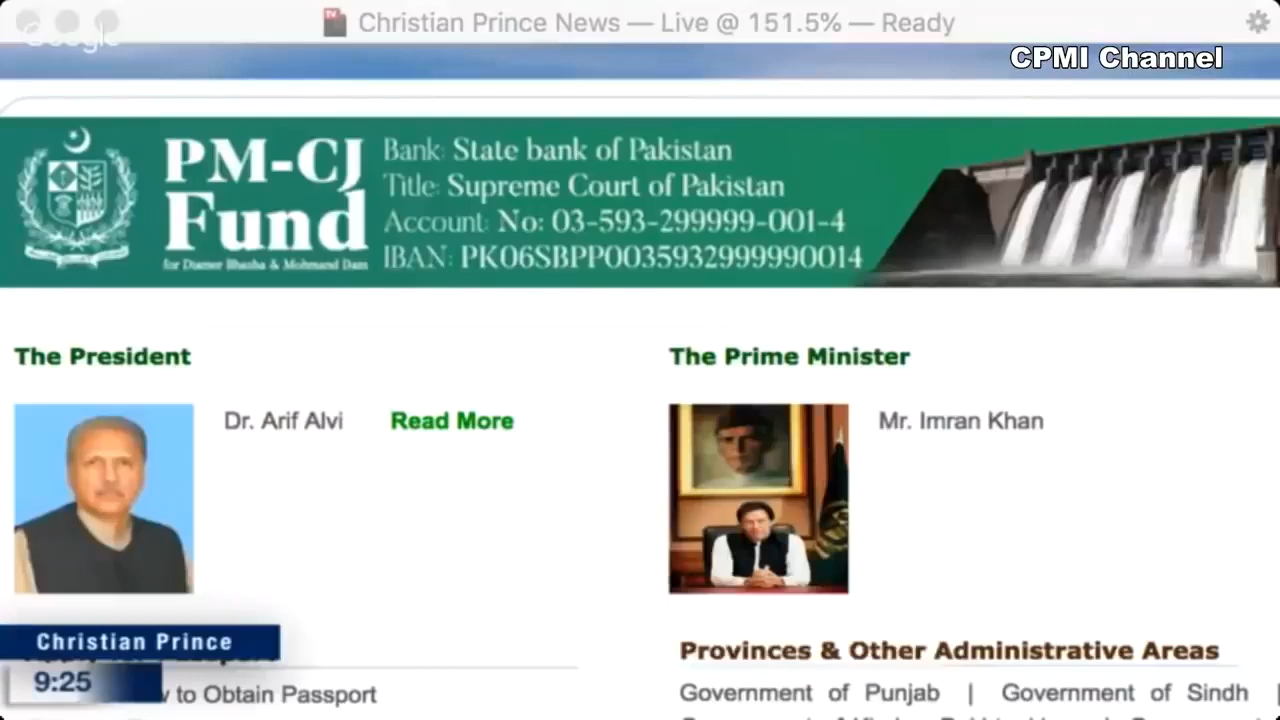 Christian Prince News — Live @ 151.5% — Ready
Google
CPMI Channel
PM-CJ
Fund
for Diamer Bhasha & Mohmand Dam
Bank: State bank of Pakistan
Title: Supreme Court of Pakistan
Account: No: 03-593-299999-001-4
IBAN: PK06SBPP0035932999990014
The President
The Prime Minister
Dr. Arif Alvi
Read More
Mr. Imran Khan
Christian Prince
9:25
to Obtain Passport
Provinces & Other Administrative Areas
Government of Punjab | Government of Sindh |